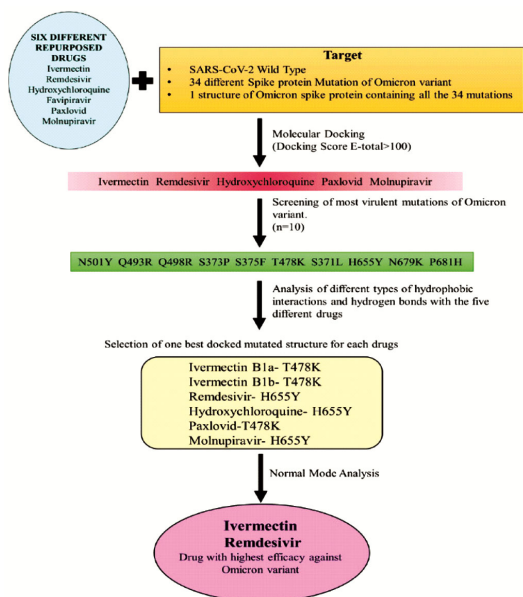 SIX DIFFERENT
REPURPOSED
DRUGS
Ivermectin
Remdesivir
Hydroxychloroquine
Favipiravir
Paxlovid
Molnupiravir
Target
• SARS-CoV-2 Wild Type
• 34 different Spike protein Mutation of Omicron variant
• 1 structure of Omicron spike protein containing all the 34 mutations
Molecular Docking
(Docking Score E-total>100)
Ivermectin Remdesivir Hydroxychloroquine Paxlovid Molnupiravir
Screening of most virulent mutations of Omicron
variant.
(n=10)
N501Y Q493R Q498R S373P S375F T478K S371L H655Y N679K P681H
Analysis of different types of hydrophobic
interactions and hydrogen bonds with the five
different drugs
Selection of one best docked mutated structure for each drugs
Ivermectin B1a- T478K
Ivermectin B1b- T478K
Remdesivir- H655Y
Hydroxychloroquine- H655Y
Paxlovid-T478K
Molnupiravir- H655Y
Normal Mode Analysis
Ivermectin
Remdesivir
Drug with highest efficacy against
Omicron variant